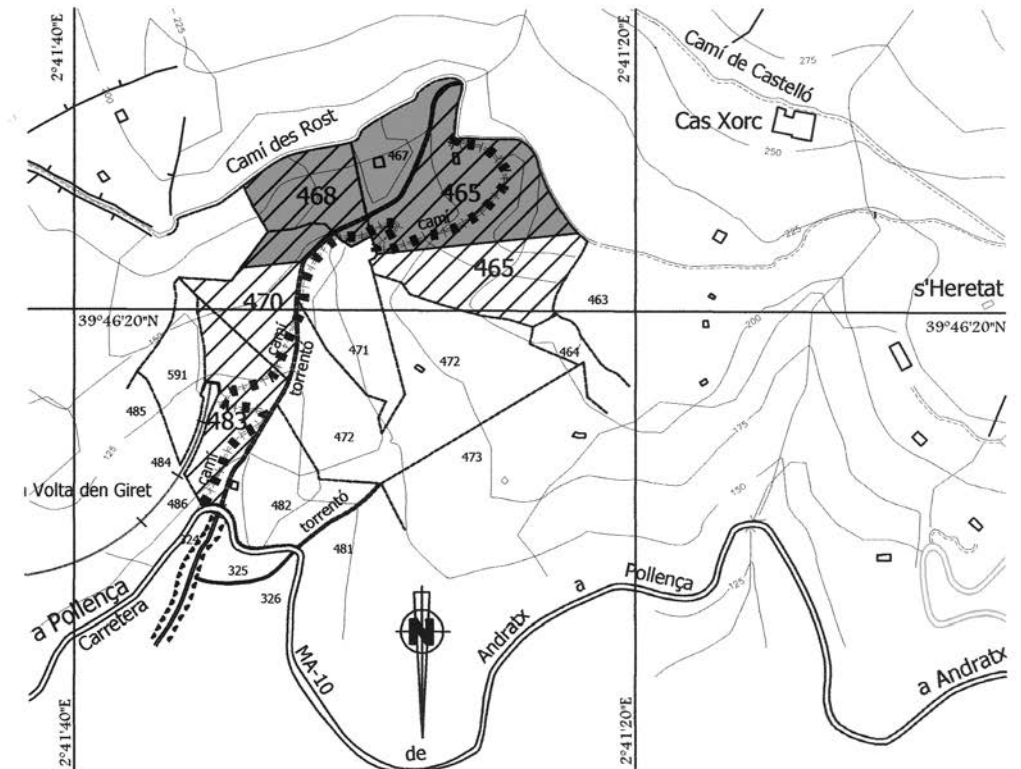 2°41'40"E
2°41'20"E
225
200
275
Camí de Castelló
Cas Xorc
250
Camí des Rost
467
468
465
camí
225
465
470
463
s'Heretat
39°46'20"N
39°46'20"N
150
200
camí
471
472
464
torrentó
591
485
483
472
175
125
camí
473
484
Volta den Giret
486
482
torrentó
150
324
481
325
326
a Pollença
Carretera
a
Pollença
125
Andratx
N
MA-10
a Andratx
de
2°41'40"E
2°41'20"E